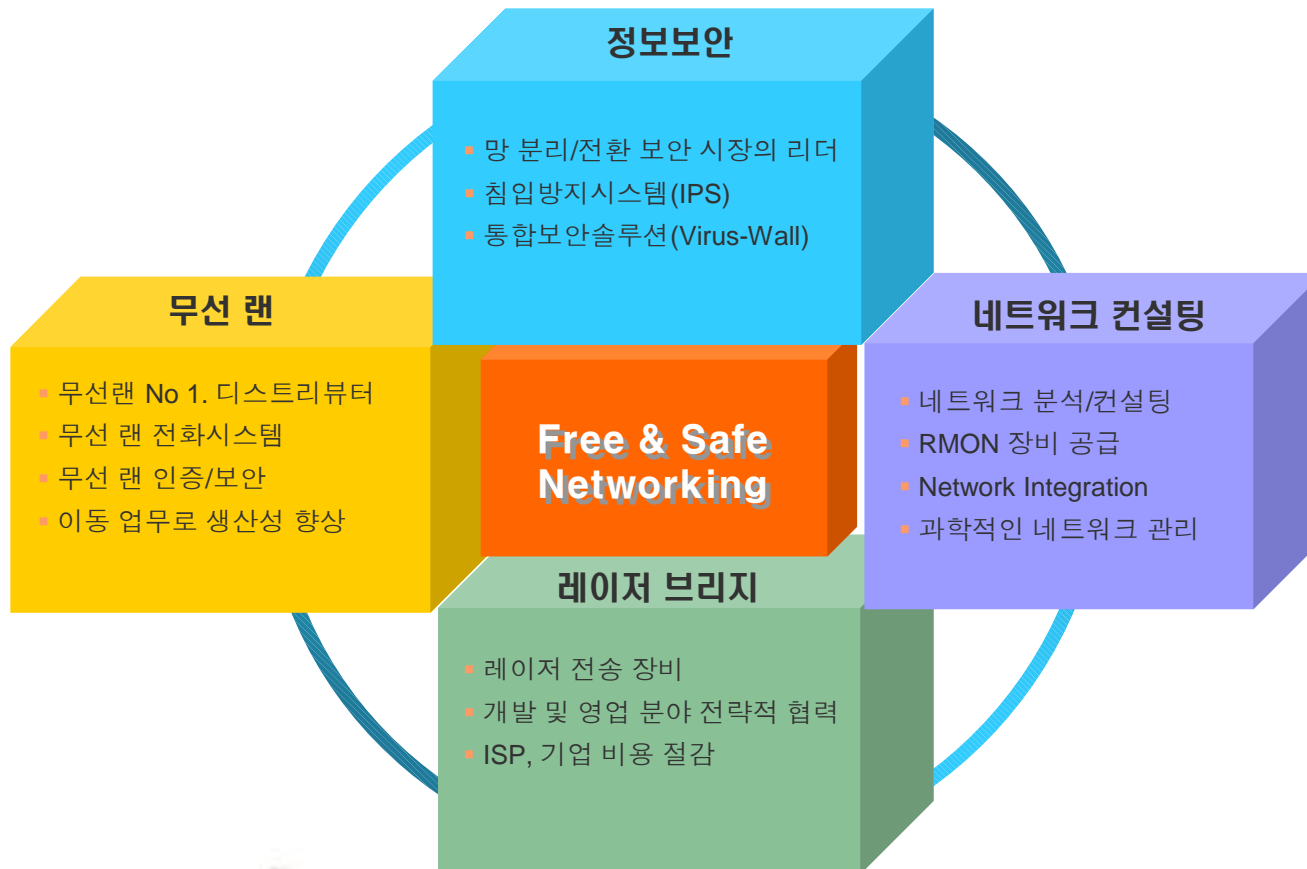 정보보안
망 분리/전환 보안 시장의 리더
침입방지시스템(IPS)
통합보안솔루션(Virus-Wall)
무선 랜
무선랜 No 1. 디스트리뷰터
무선 랜 전화시스템
무선 랜 인증/보안
이동 업무로 생산성 향상
Free & Safe
Networking
네트워크 컨설팅
네트워크 분석/컨설팅
RMON 장비 공급
Network Integration
과학적인 네트워크 관리
레이저 브리지
레이저 전송 장비
개발 및 영업 분야 전략적 협력
ISP, 기업 비용 절감